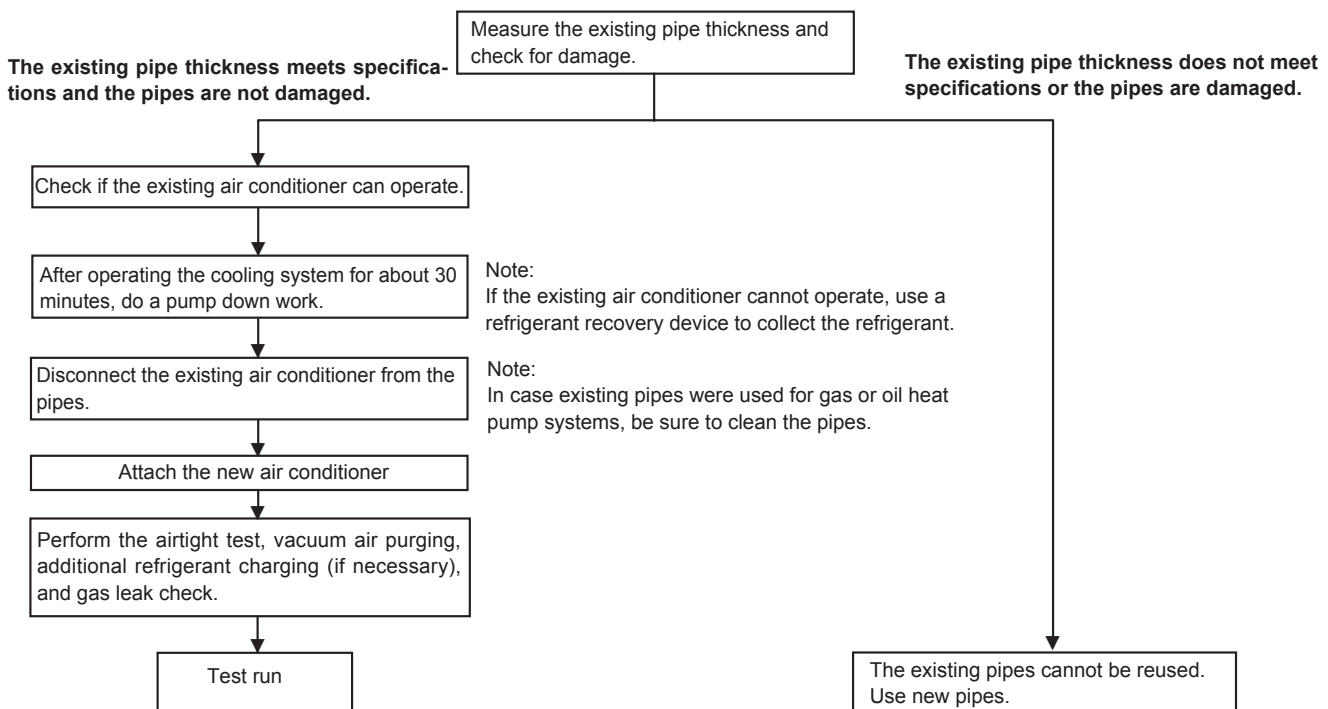 Measure the existing pipe thickness and
check for damage.
The existing pipe thickness meets specifica-
tions and the pipes are not damaged.
The existing pipe thickness does not meet
specifications or the pipes are damaged.
Check if the existing air conditioner can operate.
After operating the cooling system for about 30
minutes, do a pump down work.
Note:
If the existing air conditioner cannot operate, use a
refrigerant recovery device to collect the refrigerant.
Disconnect the existing air conditioner from the
pipes.
Note:
In case existing pipes were used for gas or oil heat
pump systems, be sure to clean the pipes.
Attach the new air conditioner
Perform the airtight test, vacuum air purging,
additional refrigerant charging (if necessary),
and gas leak check.
Test run
The existing pipes cannot be reused.
Use new pipes.